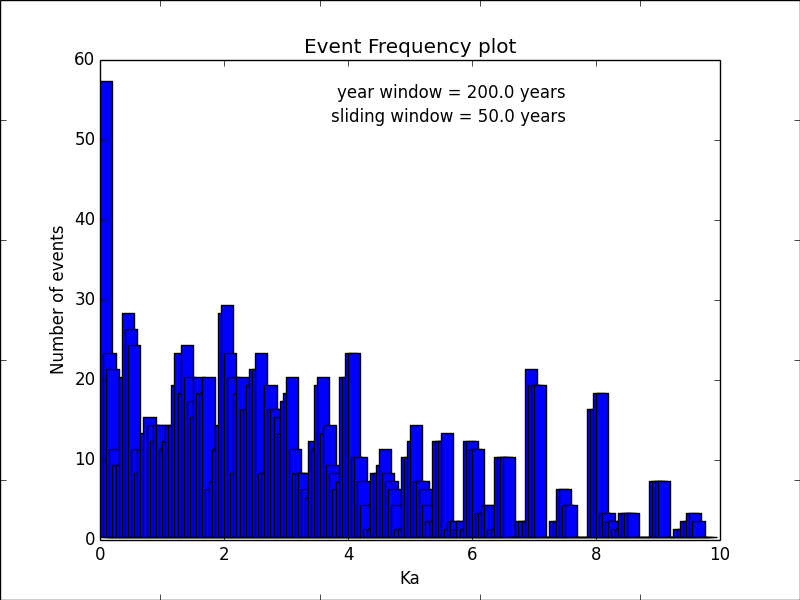 Event Frequency plot
year window = 200.0 years
sliding window = 50.0 years
Number of events
60
50
40
30
20
10
0
0 2 4 6 8 10
Ka